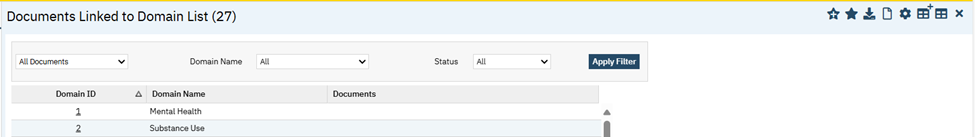 Documents Linked to Domain List (27)
All Documents Domain Name All Status All Apply Filter
Domain ID Domain Name Documents
1 Mental Health
2 Substance Use